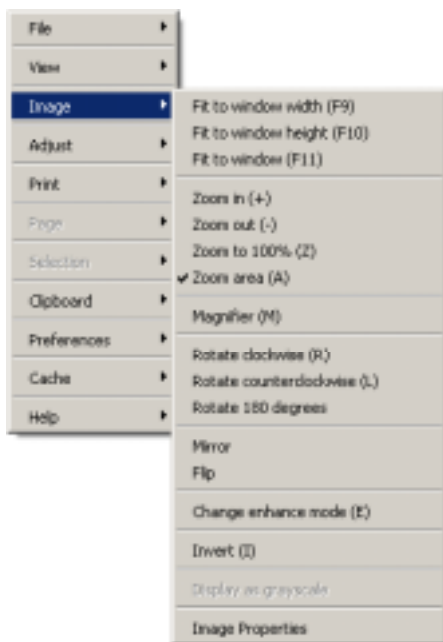 File
View
Image
Adjust
Print
Page
Selection
Clipboard
Preferences
Cache
Help
Fit to window width (F9)
Fit to window height (F10)
Fit to window (F11)
Zoom in (+)
Zoom out (-)
Zoom to 100% (Z)
Zoom area (A)
Magnifier (M)
Rotate clockwise (R)
Rotate counterclockwise (L)
Rotate 180 degrees
Mirror
Flip
Change enhance mode (E)
Invert (I)
Display as grayscale
Image Properties